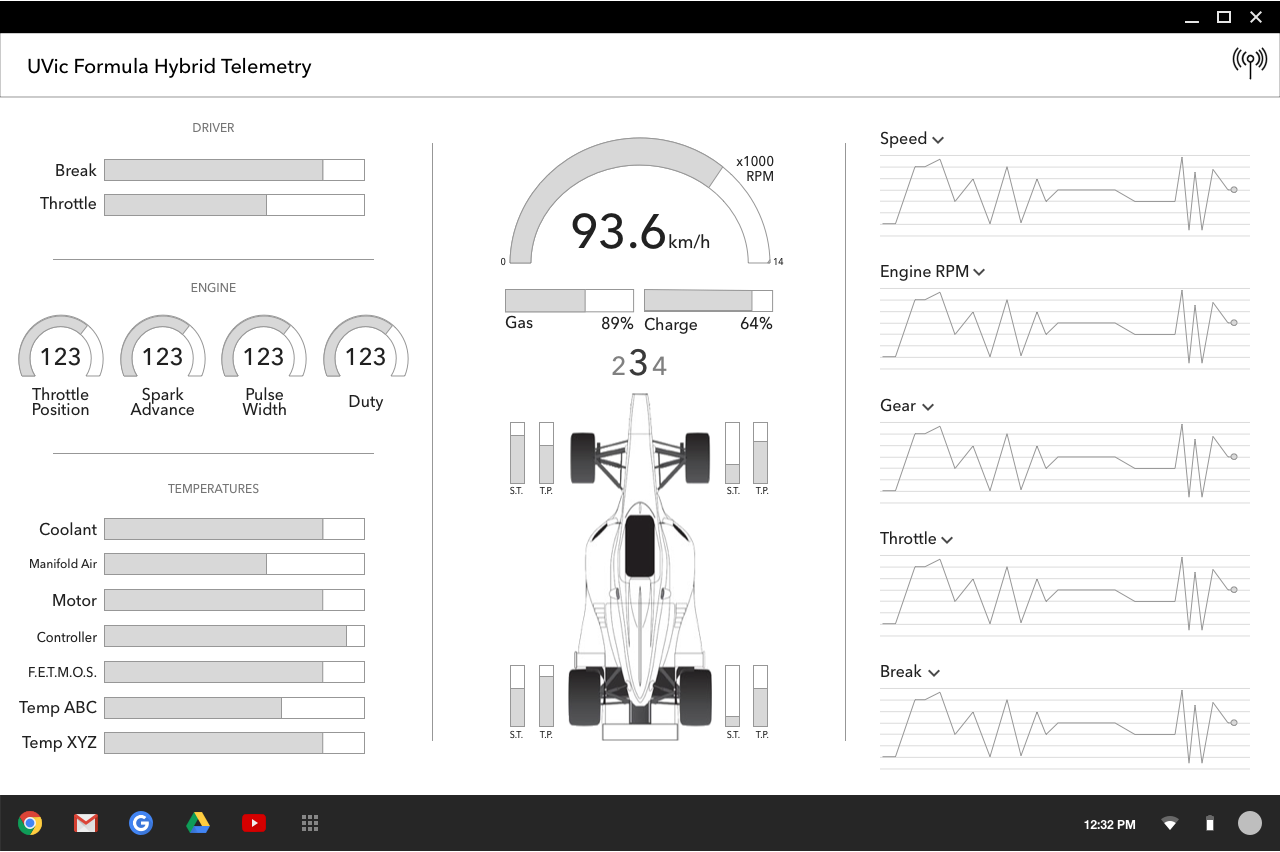 UVic Formula Hybrid Telemetry
DRIVER
Break
Throttle
ENGINE
123
123
123
123
Throttle
Position
Spark
Advance
Pulse
Width
Duty
TEMPERATURES
Coolant
Manifold Air
Motor
Controller
F.E.T.M.O.S.
Temp ABC
Temp XYZ
x1000
RPM
93.6km/h
0
14
Gas 89%
Charge 64%
2 3 4
S.T. T.P.
S.T. T.P.
S.T. T.P.
S.T. T.P.
Speed
Engine RPM
Gear
Throttle
Break
12:32 PM